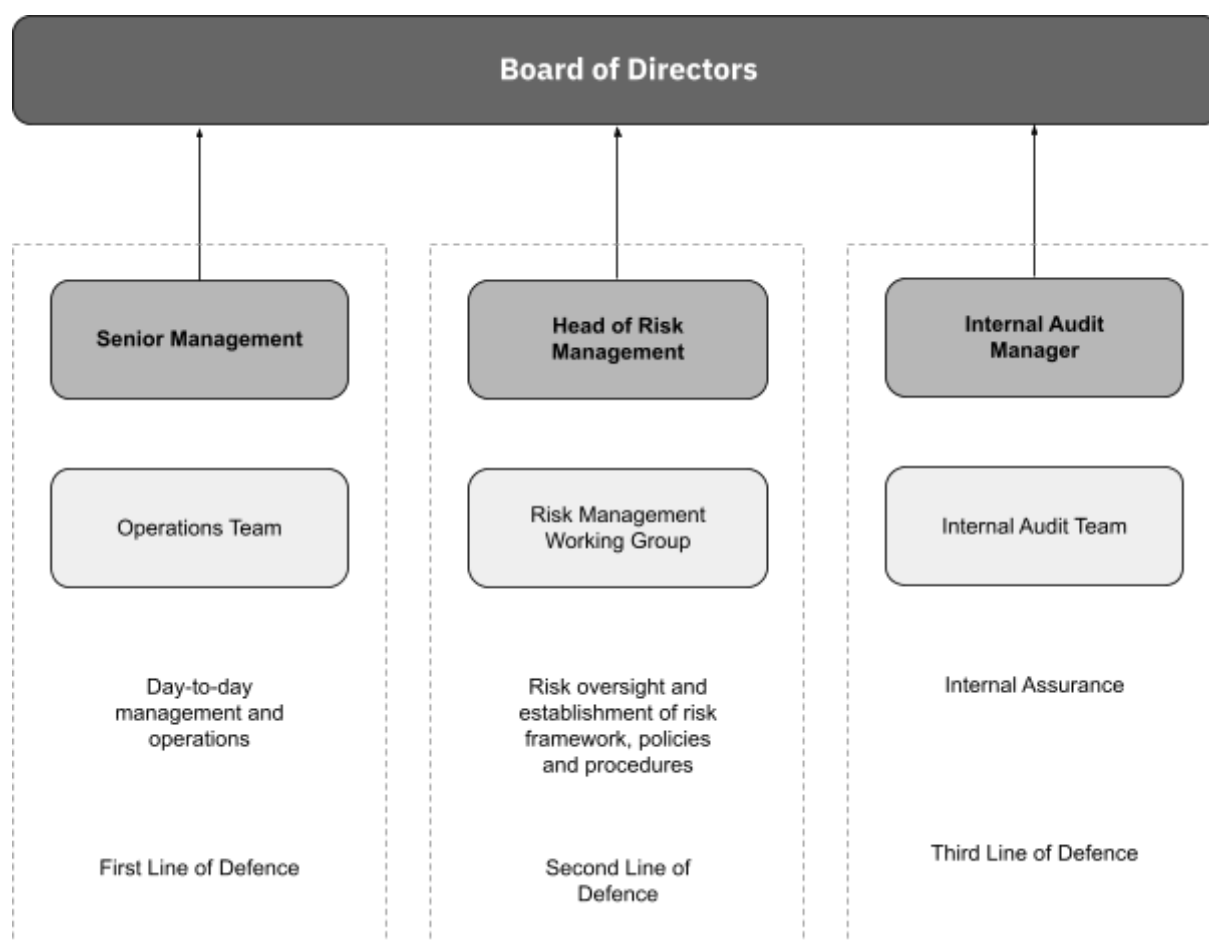 Board of Directors
Senior Management
Head of Risk
Management
Internal Audit
Manager
Operations Team
Risk Management
Working Group
Internal Audit Team
Day-to-day
management and
operations
Risk oversight and
establishment of risk
framework, policies
and procedures
Internal Assurance
First Line of Defence
Second Line of
Defence
Third Line of Defence